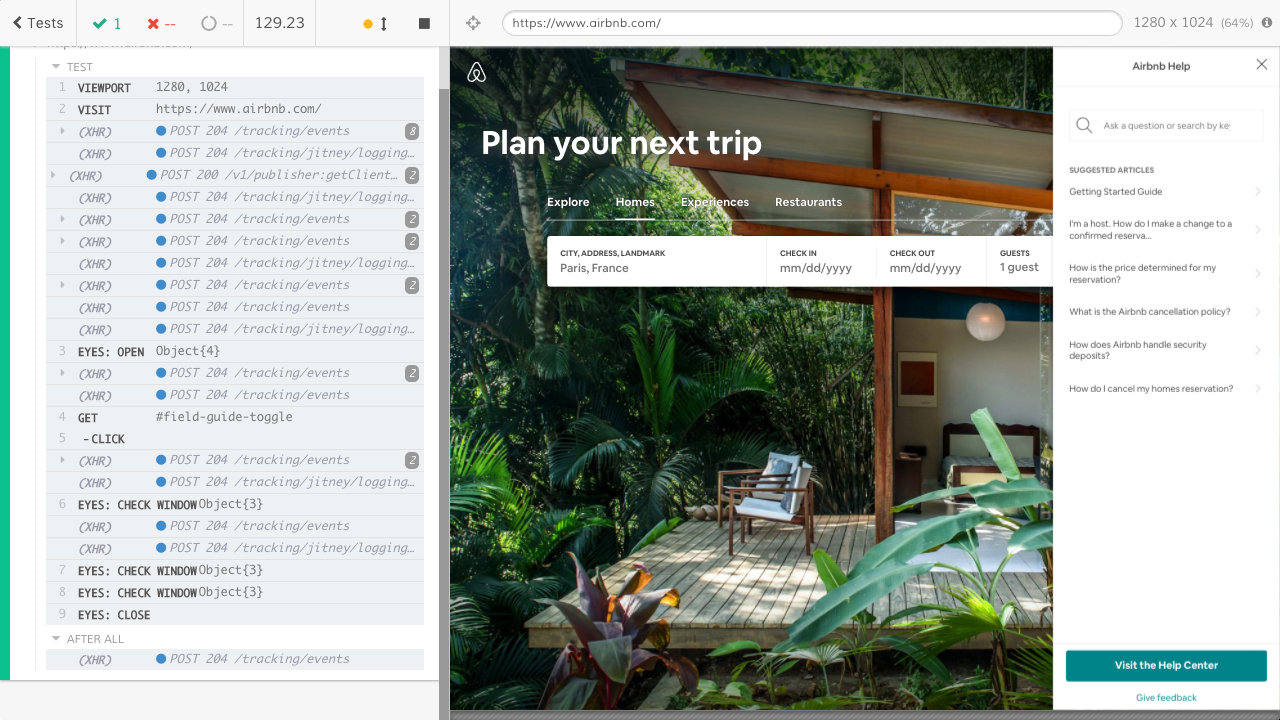 Tests
1
--
--
129.23
https://www.airbnb.com/
1280 x 1024 (64%)
TEST
1 VIEWPORT 1280, 1024
2 VISIT https://www.airbnb.com/
(XHR) POST 204 /tracking/events 8
(XHR) POST 204 /tracking/jitney/logging...
(XHR) POST 200 /v1/publisher:getClien 2
(XHR) POST 204 /tracking/jitney/logging...
(XHR) POST 204 /tracking/events 2
(XHR) POST 204 /tracking/events 2
(XHR) POST 204 /tracking/jitney/logging...
(XHR) POST 204 /tracking/events 2
(XHR) POST 204 /tracking/events
(XHR) POST 204 /tracking/jitney/logging...
3 EYES: OPEN Object{4}
(XHR) POST 204 /tracking/events 2
(XHR) POST 204 /tracking/events
4 GET #field-guide-toggle
5 -CLICK
(XHR) POST 204 /tracking/events 2
(XHR) POST 204 /tracking/jitney/logging...
6 EYES: CHECK WINDOW Object{3}
(XHR) POST 204 /tracking/events
(XHR) POST 204 /tracking/jitney/logging...
7 EYES: CHECK WINDOW Object{3}
8 EYES: CHECK WINDOW Object{3}
9 EYES: CLOSE
AFTER ALL
(XHR) POST 204 /tracking/events
Plan your next trip
Explore Homes Experiences Restaurants
CITY, ADDRESS, LANDMARK
Paris, France
CHECK IN
mm/dd/yyyy
CHECK OUT
mm/dd/yyyy
GUESTS
1 guest
Airbnb Help
Ask a question or search by ke
SUGGESTED ARTICLES
Getting Started Guide
I'm a host. How do I make a change to a
confirmed reserva...
How is the price determined for my
reservation?
What is the Airbnb cancellation policy?
How does Airbnb handle security
deposits?
How do I cancel my homes reservation?
Visit the Help Center
Give feedback